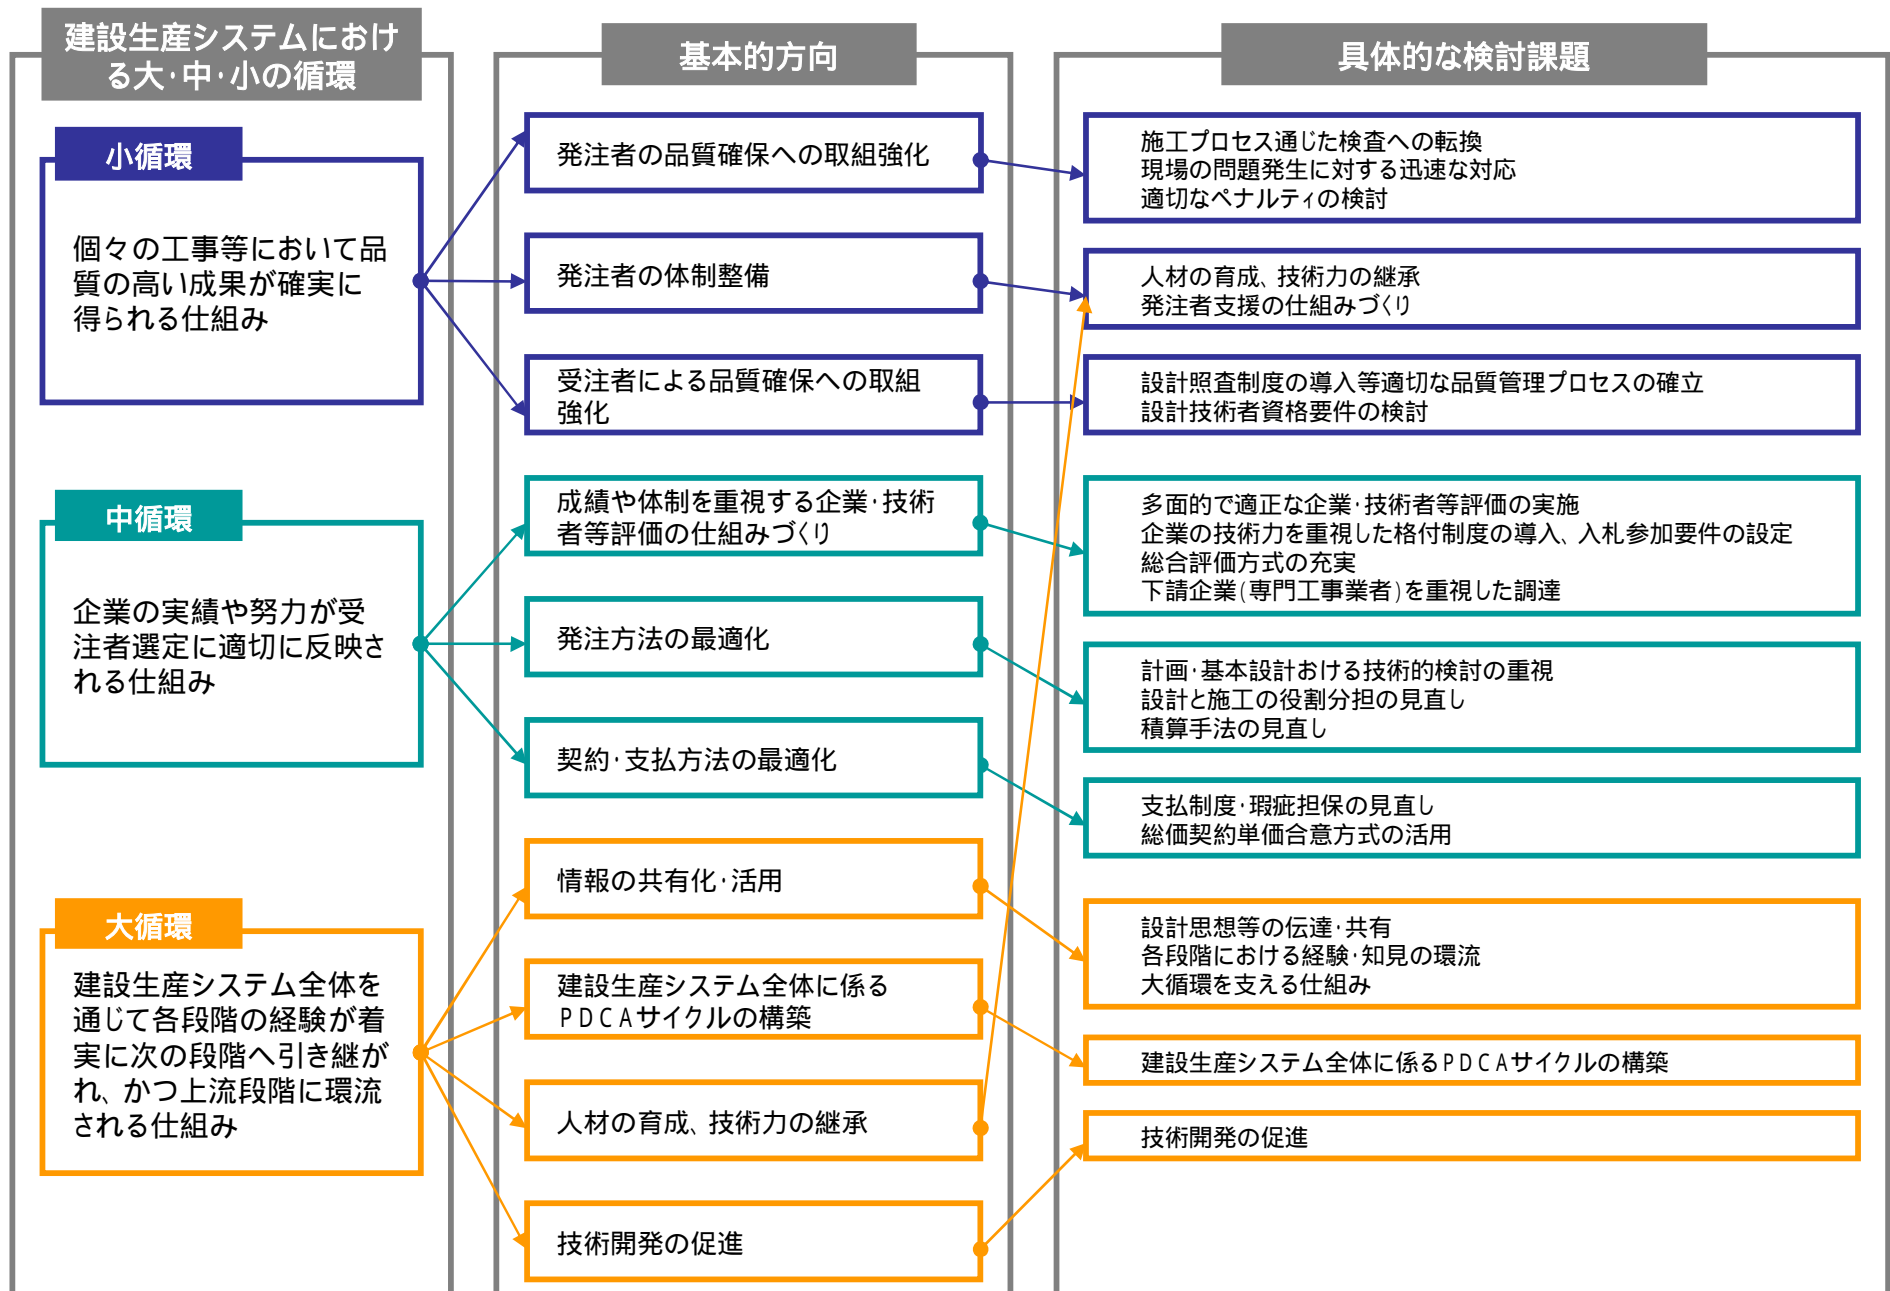 建設生産システムにおけ
る大・中・小の循環
小循環
個々の工事等において品
質の高い成果が確実に
得られる仕組み
中循環
企業の実績や努力が受
注者選定に適切に反映さ
れる仕組み
大循環
建設生産システム全体を
通じて各段階の経験が着
実に次の段階へ引き継が
れ、かつ上流段階に環流
される仕組み
基本的方向
発注者の品質確保への取組強化
発注者の体制整備
受注者による品質確保への取組
強化
成績や体制を重視する企業・技術
者等評価の仕組みづくり
発注方法の最適化
契約・支払方法の最適化
情報の共有化・活用
建設生産システム全体に係る
PDCAサイクルの構築
人材の育成、技術力の継承
技術開発の促進
具体的な検討課題
施工プロセス通じた検査への転換
現場の問題発生に対する迅速な対応
適切なペナルティの検討
人材の育成、技術力の継承
発注者支援の仕組みづくり
設計照査制度の導入等適切な品質管理プロセスの確立
設計技術者資格要件の検討
多面的で適正な企業・技術者等評価の実施
企業の技術力を重視した格付制度の導入、入札参加要件の設定
総合評価方式の充実
下請企業(専門工事業者)を重視した調達
計画・基本設計おける技術的検討の重視
設計と施工の役割分担の見直し
積算手法の見直し
支払制度・瑕疵担保の見直し
総価契約単価合意方式の活用
設計思想等の伝達・共有
各段階における経験・知見の環流
大循環を支える仕組み
建設生産システム全体に係るPDCAサイクルの構築
技術開発の促進